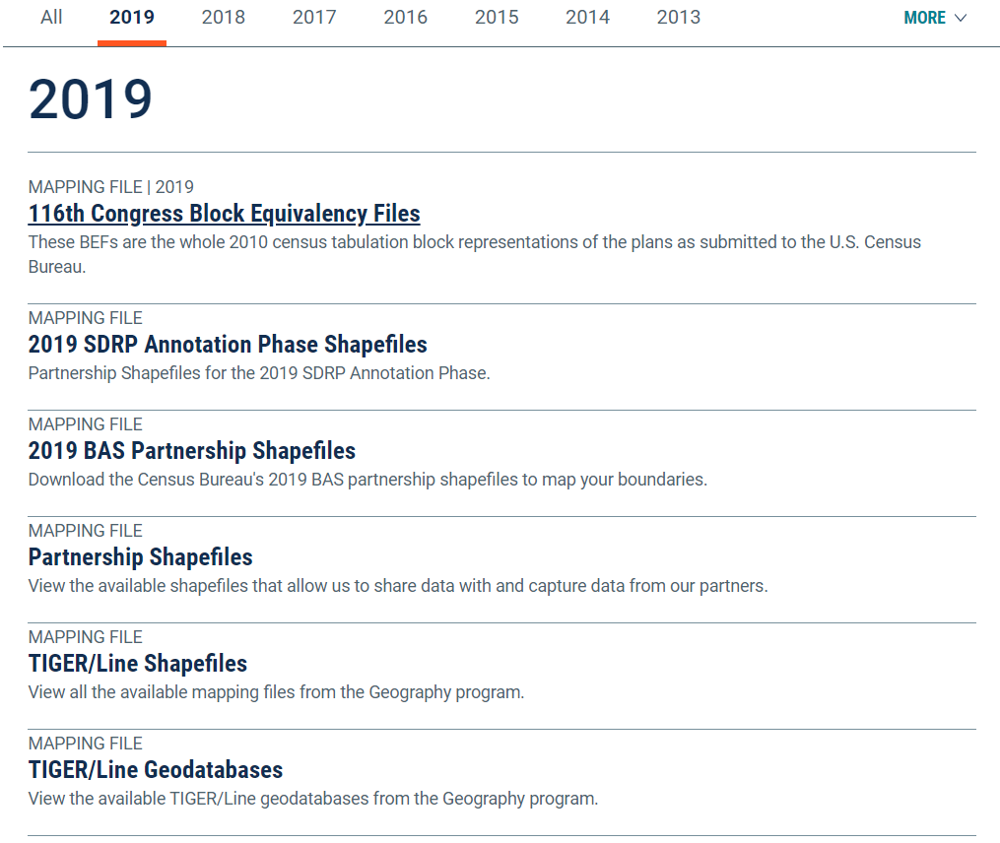 All 2019 2018 2017 2016 2015 2014 2013 MORE
2019
MAPPING FILE | 2019
116th Congress Block Equivalency Files
These BEFs are the whole 2010 census tabulation block representations of the plans as submitted to the U.S. Census
Bureau.
MAPPING FILE
2019 SDRP Annotation Phase Shapefiles
Partnership Shapefiles for the 2019 SDRP Annotation Phase.
MAPPING FILE
2019 BAS Partnership Shapefiles
Download the Census Bureau's 2019 BAS partnership shapefiles to map your boundaries.
MAPPING FILE
Partnership Shapefiles
View the available shapefiles that allow us to share data with and capture data from our partners.
MAPPING FILE
TIGER/Line Shapefiles
View all the available mapping files from the Geography program.
MAPPING FILE
TIGER/Line Geodatabases
View the available TIGER/Line geodatabases from the Geography program.